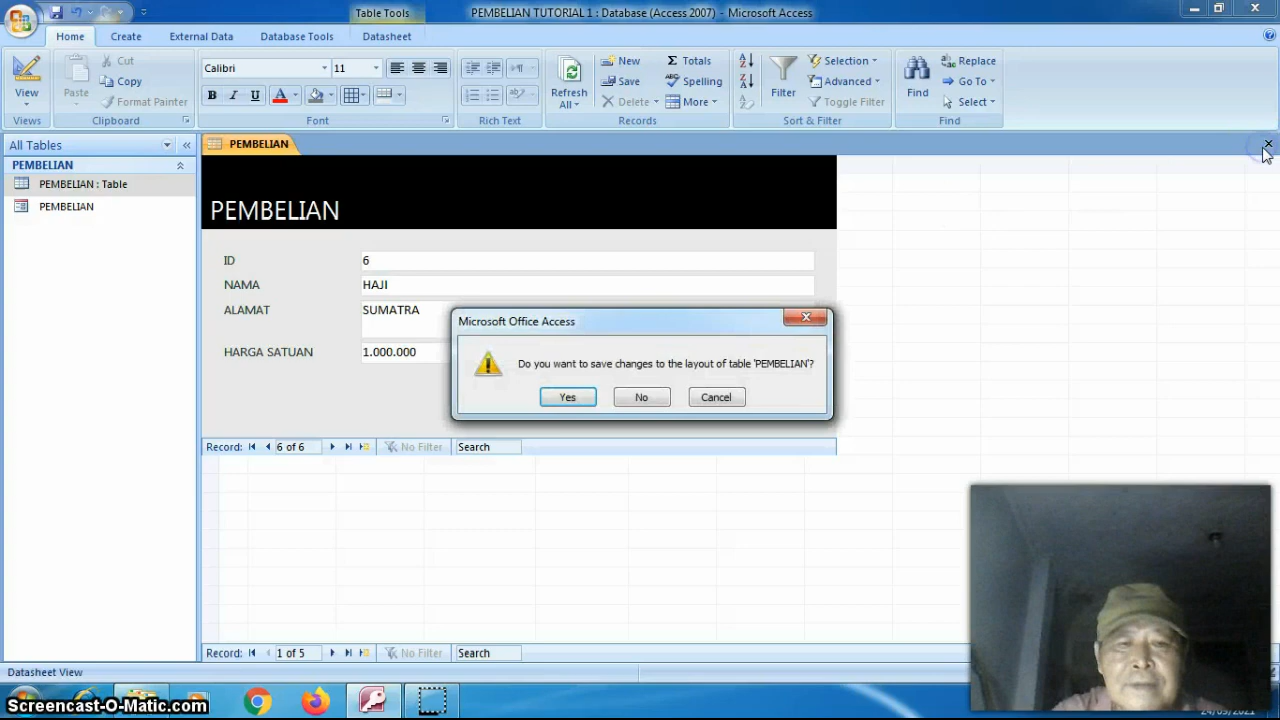 Table Tools
PEMBELIAN TUTORIAL 1 : Database (Access 2007) - Microsoft Access
Home Create External Data Database Tools Datasheet
View
Views
Paste
Cut
Copy
Format Painter
Clipboard
Calibri 11
B I U A
Font
Rich Text
Refresh All
New
Save
Delete
Totals
Spelling
More
Records
Filter
Selection
Advanced
Toggle Filter
Sort & Filter
Find
Replace
Go To
Select
Find
All Tables
PEMBELIAN
PEMBELIAN : Table
PEMBELIAN
PEMBELIAN
PEMBELIAN
ID 6
NAMA HAJI
ALAMAT SUMATRA
HARGA SATUAN 1.000.000
Microsoft Office Access
Do you want to save changes to the layout of table 'PEMBELIAN'?
Yes No Cancel
Record: 6 of 6 No Filter Search
Record: 1 of 5 No Filter Search
Datasheet View
Screencast-O-Matic.com